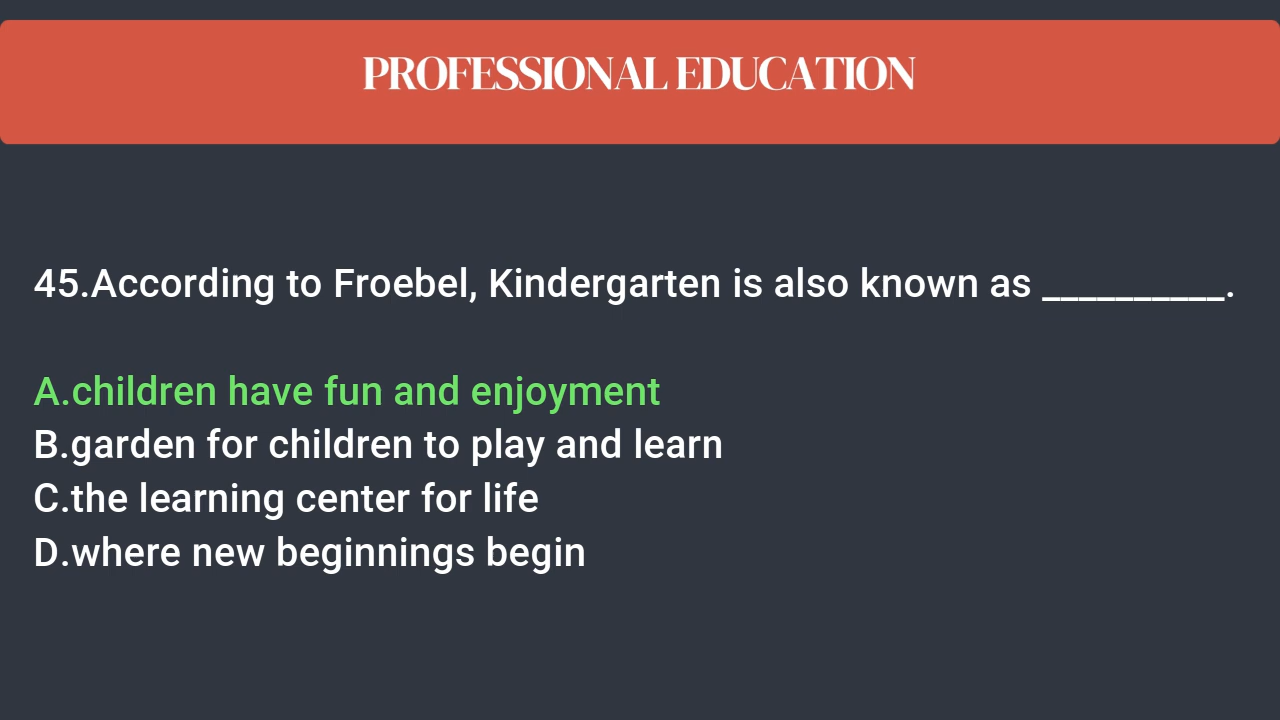 PROFESSIONAL EDUCATION
45.According to Froebel, Kindergarten is also known as __________.
A.children have fun and enjoyment
B.garden for children to play and learn
C.the learning center for life
D.where new beginnings begin